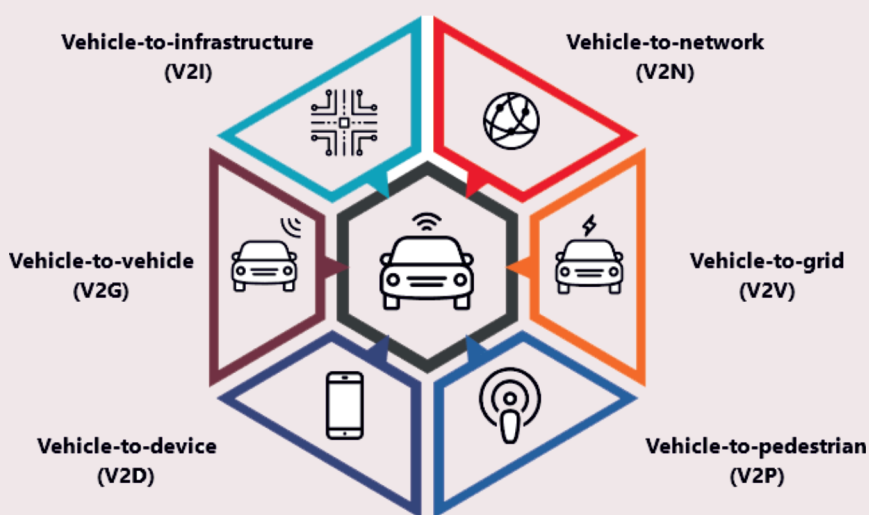 Vehicle-to-infrastructure
(V2I)
Vehicle-to-network
(V2N)
Vehicle-to-vehicle
(V2G)
Vehicle-to-grid
(V2V)
Vehicle-to-device
(V2D)
Vehicle-to-pedestrian
(V2P)